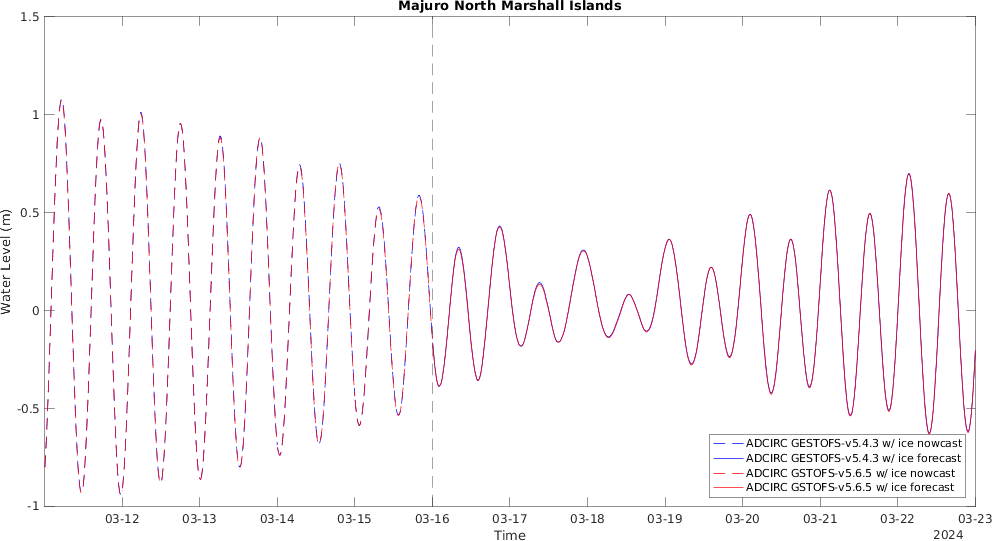 Majuro North Marshall Islands
1.5
1
0.5
0
-0.5
-1
Water Level (m)
ADCIRC GESTOFS-v5.4.3 w/ ice nowcast
ADCIRC GESTOFS-v5.4.3 w/ ice forecast
ADCIRC GSTOFS-v5.6.5 w/ ice nowcast
ADCIRC GSTOFS-v5.6.5 w/ ice forecast
03-12 03-13 03-14 03-15 03-16 03-17 03-18 03-19 03-20 03-21 03-22 03-23
Time
2024